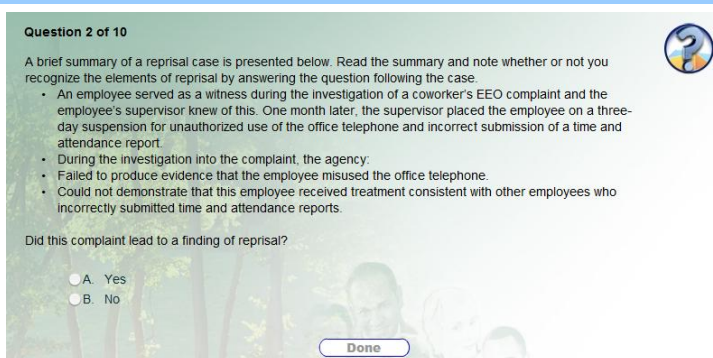 Question 2 of 10
A brief summary of a reprisal case is presented below. Read the summary and note whether or not you
recognize the elements of reprisal by answering the question following the case.
• An employee served as a witness during the investigation of a coworker's EEO complaint and the
employee's supervisor knew of this. One month later, the supervisor placed the employee on a three-
day suspension for unauthorized use of the office telephone and incorrect submission of a time and
attendance report.
• During the investigation into the complaint, the agency:
• Failed to produce evidence that the employee misused the office telephone.
• Could not demonstrate that this employee received treatment consistent with other employees who
incorrectly submitted time and attendance reports.
Did this complaint lead to a finding of reprisal?
A. Yes
B. No
Done